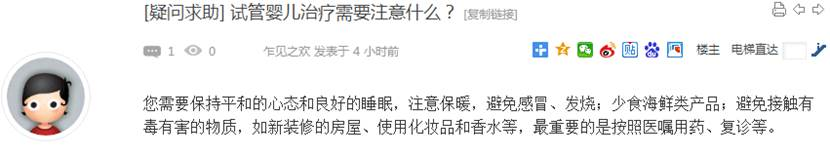 [疑问求助] 试管婴儿治疗需要注意什么？ [复制链接]
1 0 乍见之欢 发表于 4 小时前 贴 楼主 电梯直达
您需要保持平和的心态和良好的睡眠，注意保暖，避免感冒、发烧；少食海鲜类产品；避免接触有
毒有害的物质，如新装修的房屋、使用化妆品和香水等，最重要的是按照医嘱用药、复诊等。